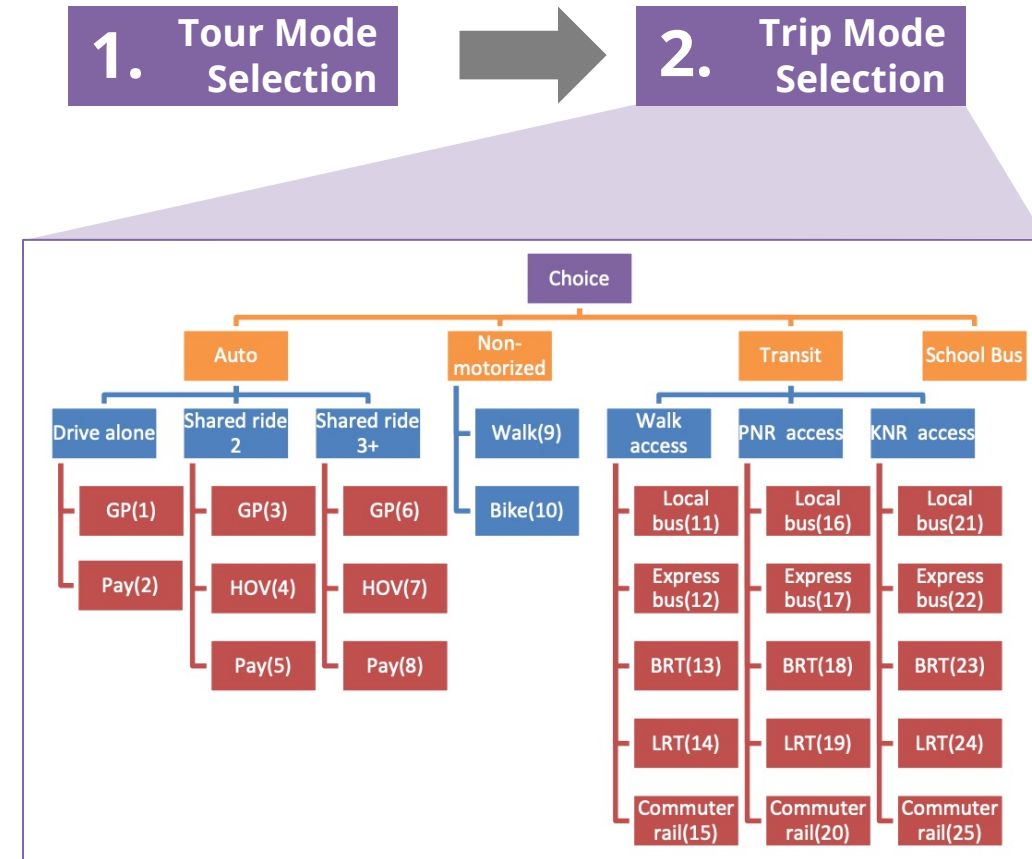 1.
Tour Mode
Selection
2.
Trip Mode
Selection
Choice
Auto
Non-
motorized
Transit
School Bus
Drive alone
Shared ride
2
Shared ride
3+
Walk(9)
Bike(10)
Walk
access
PNR access
KNR access
GP(1)
Pay(2)
GP(3)
HOV(4)
Pay(5)
GP(6)
HOV(7)
Pay(8)
Local
bus(11)
Express
bus(12)
BRT(13)
LRT(14)
Commuter
rail(15)
Local
bus(16)
Express
bus(17)
BRT(18)
LRT(19)
Commuter
rail(20)
Local
bus(21)
Express
bus(22)
BRT(23)
LRT(24)
Commuter
rail(25)